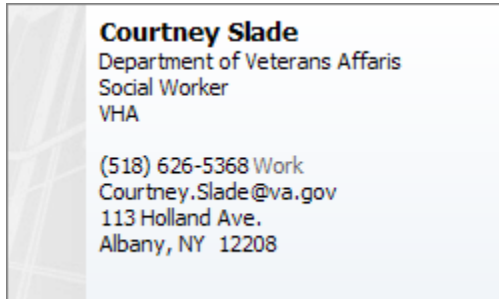 Courtney Slade
Department of Veterans Affaris
Social Worker
VHA
(518) 626-5368 Work
Courtney.Slade@va.gov
113 Holland Ave.
Albany, NY  12208